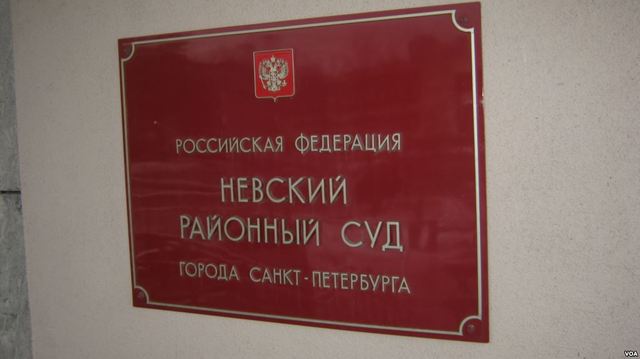 РОССИЙСКАЯ ФЕДЕРАЦИЯ
НЕВСКИЙ
РАЙОННЫЙ СУД
ГОРОДА САНКТ-ПЕТЕРБУРГА
VOA